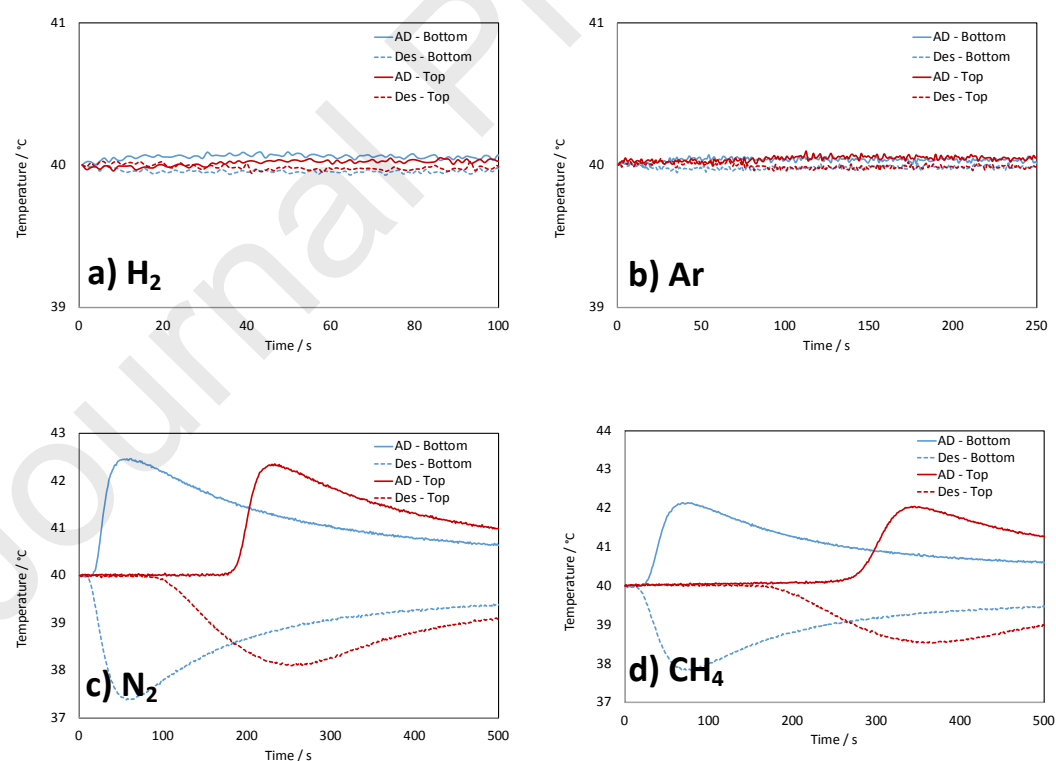 Journal Pr
41
40
39
Temperature / °C
AD - Bottom
Des - Bottom
AD - Top
Des - Top
a) H₂
0 20 40 60 80 100
Time / s
41
40
39
Temperature / °C
AD - Bottom
Des - Bottom
AD - Top
Des - Top
b) Ar
0 50 100 150 200 250
Time / s
43
42
41
40
39
38
37
Temperature / °C
AD - Bottom
Des - Bottom
AD - Top
Des - Top
c) N₂
0 100 200 300 400 500
Time / s
44
43
42
41
40
39
38
37
Temperature / °C
AD - Bottom
Des - Bottom
AD - Top
Des - Top
d) CH₄
0 100 200 300 400 500
Time / s